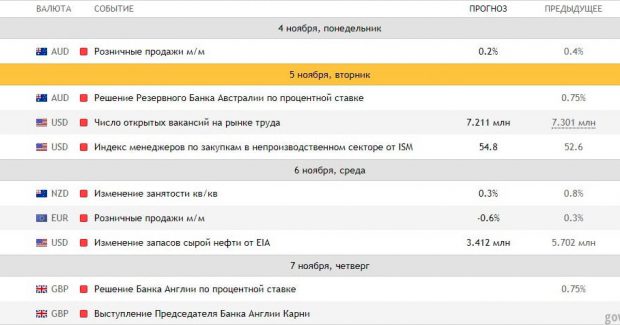 ВАЛЮТА СОБЫТИЕ ПРОГНОЗ ПРЕДЫДУЩЕЕ
4 ноября, понедельник
AUD Розничные продажи м/м 0.2% 0.4%
5 ноября, вторник
AUD Решение Резервного Банка Австралии по процентной ставке 0.75%
USD Число открытых вакансий на рынке труда 7.211 млн 7.301 млн
USD Индекс менеджеров по закупкам в непроизводственном секторе от ISM 54.8 52.6
6 ноября, среда
NZD Изменение занятости кв/кв 0.3% 0.8%
EUR Розничные продажи м/м -0.6% 0.3%
USD Изменение запасов сырой нефти от EIA 3.412 млн 5.702 млн
7 ноября, четверг
GBP Решение Банка Англии по процентной ставке 0.75%
GBP Выступление Председателя Банка Англии Карни